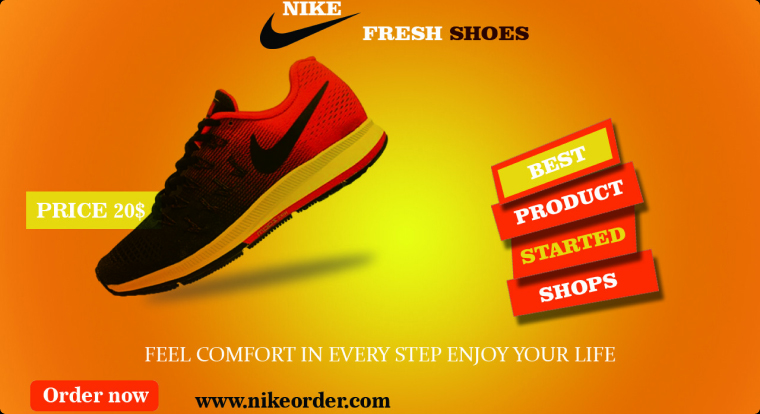 NIKE
FRESH SHOES
BEST
PRODUCT
PRICE 20$
STARTED
SHOPS
FEEL COMFORT IN EVERY STEP ENJOY YOUR LIFE
Order now
www.nikeorder.com